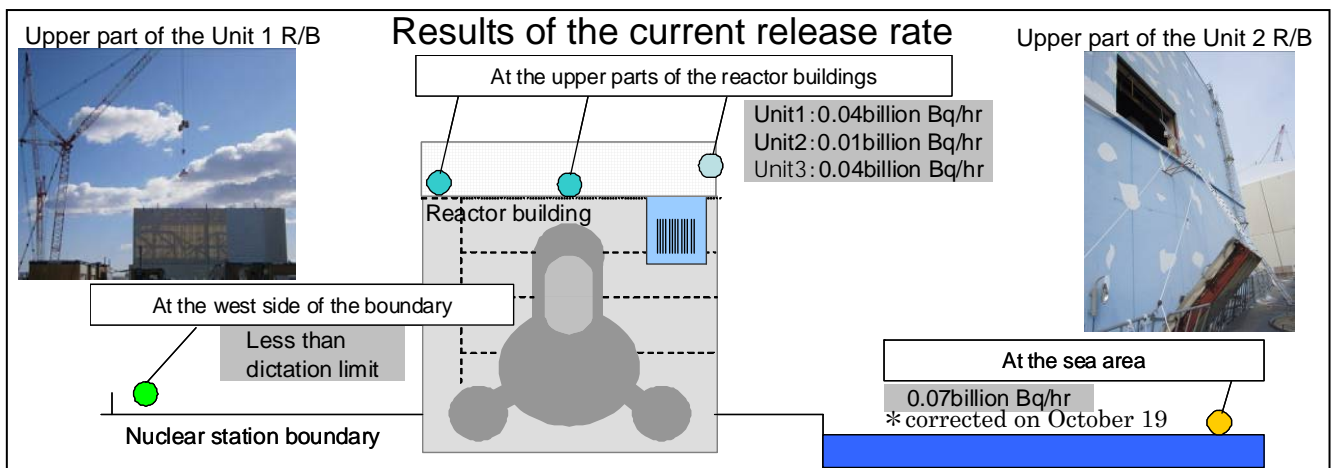 Results of the current release rate
Upper part of the Unit 1 R/B
Upper part of the Unit 2 R/B
At the upper parts of the reactor buildings
Unit1:0.04billion Bq/hr
Unit2:0.01billion Bq/hr
Unit3:0.04billion Bq/hr
Reactor building
At the west side of the boundary
Less than
dictation limit
At the sea area
0.07billion Bq/hr
*corrected on October 19
Nuclear station boundary